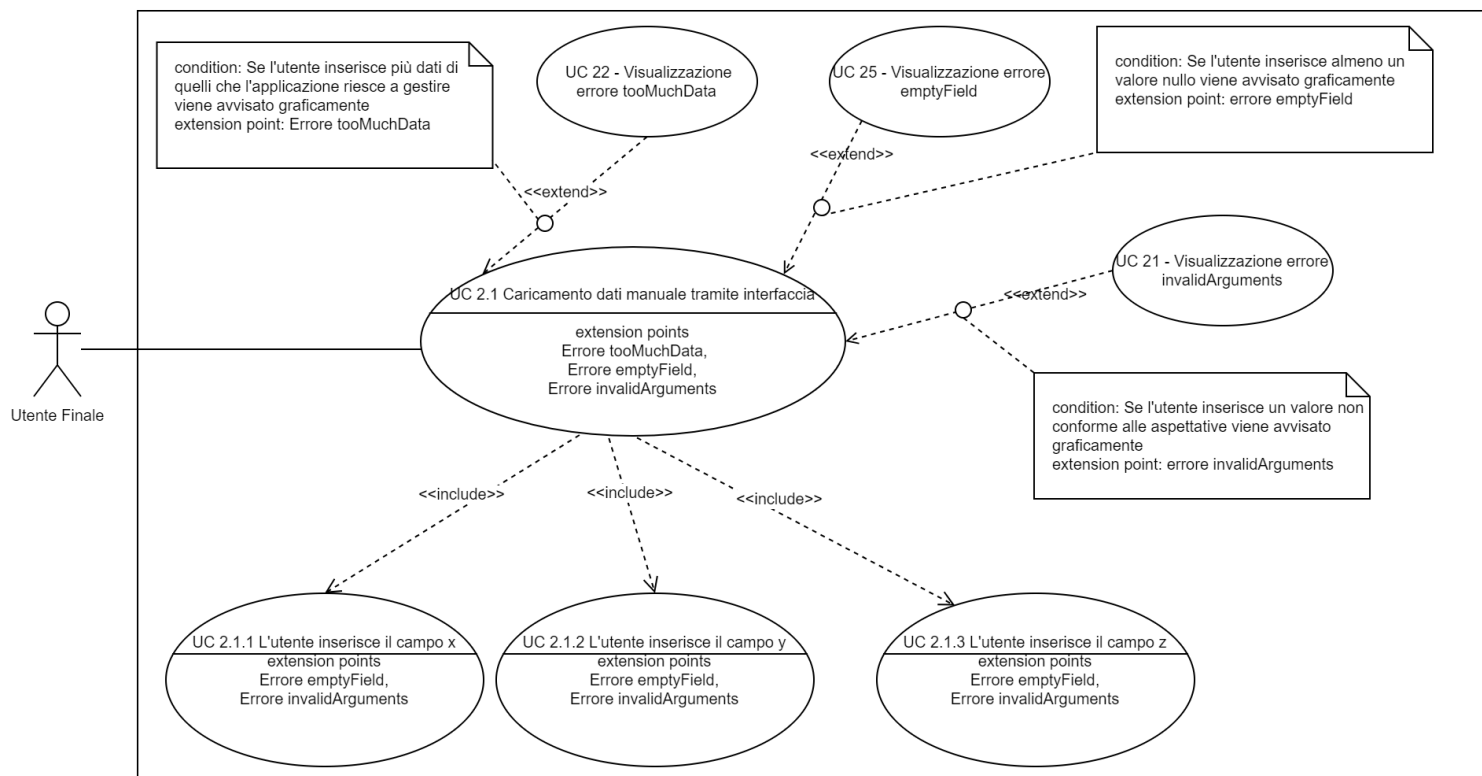 condition: Se l'utente inserisce più dati di
quelli che l'applicazione riesce a gestire
viene avvisato graficamente
extension point: Errore tooMuchData
UC 22 - Visualizzazione
errore tooMuchData
UC 25 - Visualizzazione errore
emptyField
condition: Se l'utente inserisce almeno un
valore nullo viene avvisato graficamente
extension point: errore emptyField
<<extend>>
<<extend>>
UC 21 - Visualizzazione errore
invalidArguments
<<extend>>
UC 2.1 Caricamento dati manuale tramite interfaccia
extension points
Errore tooMuchData,
Errore emptyField,
Errore invalidArguments
Utente Finale
condition: Se l'utente inserisce un valore non
conforme alle aspettative viene avvisato
graficamente
extension point: errore invalidArguments
<<include>>
<<include>>
<<include>>
UC 2.1.1 L'utente inserisce il campo x
extension points
Errore emptyField,
Errore invalidArguments
UC 2.1.2 L'utente inserisce il campo y
extension points
Errore emptyField,
Errore invalidArguments
UC 2.1.3 L'utente inserisce il campo z
extension points
Errore emptyField,
Errore invalidArguments